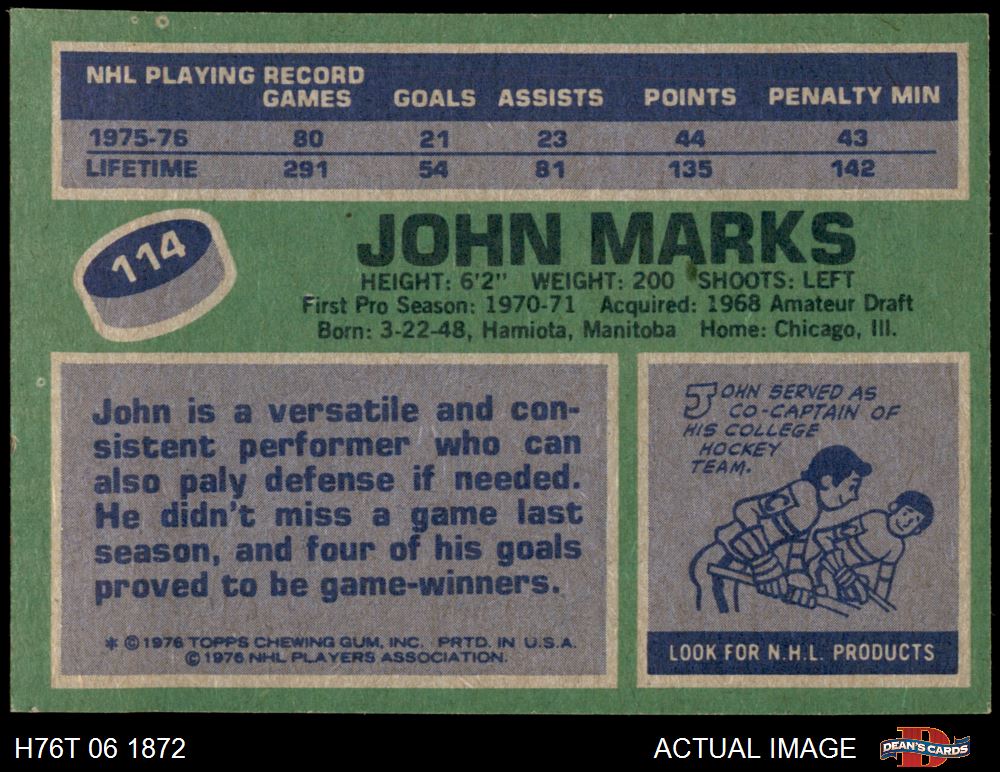 NHL PLAYING RECORD
GAMES GOALS ASSISTS POINTS PENALTY MIN
1975-76 80 21 23 44 43
LIFETIME 291 54 81 135 142
114
JOHN MARKS
HEIGHT: 6'2" WEIGHT: 200 SHOOTS: LEFT
First Pro Season: 1970-71 Acquired: 1968 Amateur Draft
Born: 3-22-48, Hamiota, Manitoba Home: Chicago, Ill.
John is a versatile and con-
sistent performer who can
also paly defense if needed.
He didn't miss a game last
season, and four of his goals
proved to be game-winners.
* © 1976 TOPPS CHEWING GUM, INC. PRTD. IN U.S.A.
© 1976 NHL PLAYERS ASSOCIATION.
JOHN SERVED AS
CO-CAPTAIN OF
HIS COLLEGE
HOCKEY
TEAM.
LOOK FOR N.H.L. PRODUCTS
H76T 06 1872
ACTUAL IMAGE
D
DEAN'S CARDS